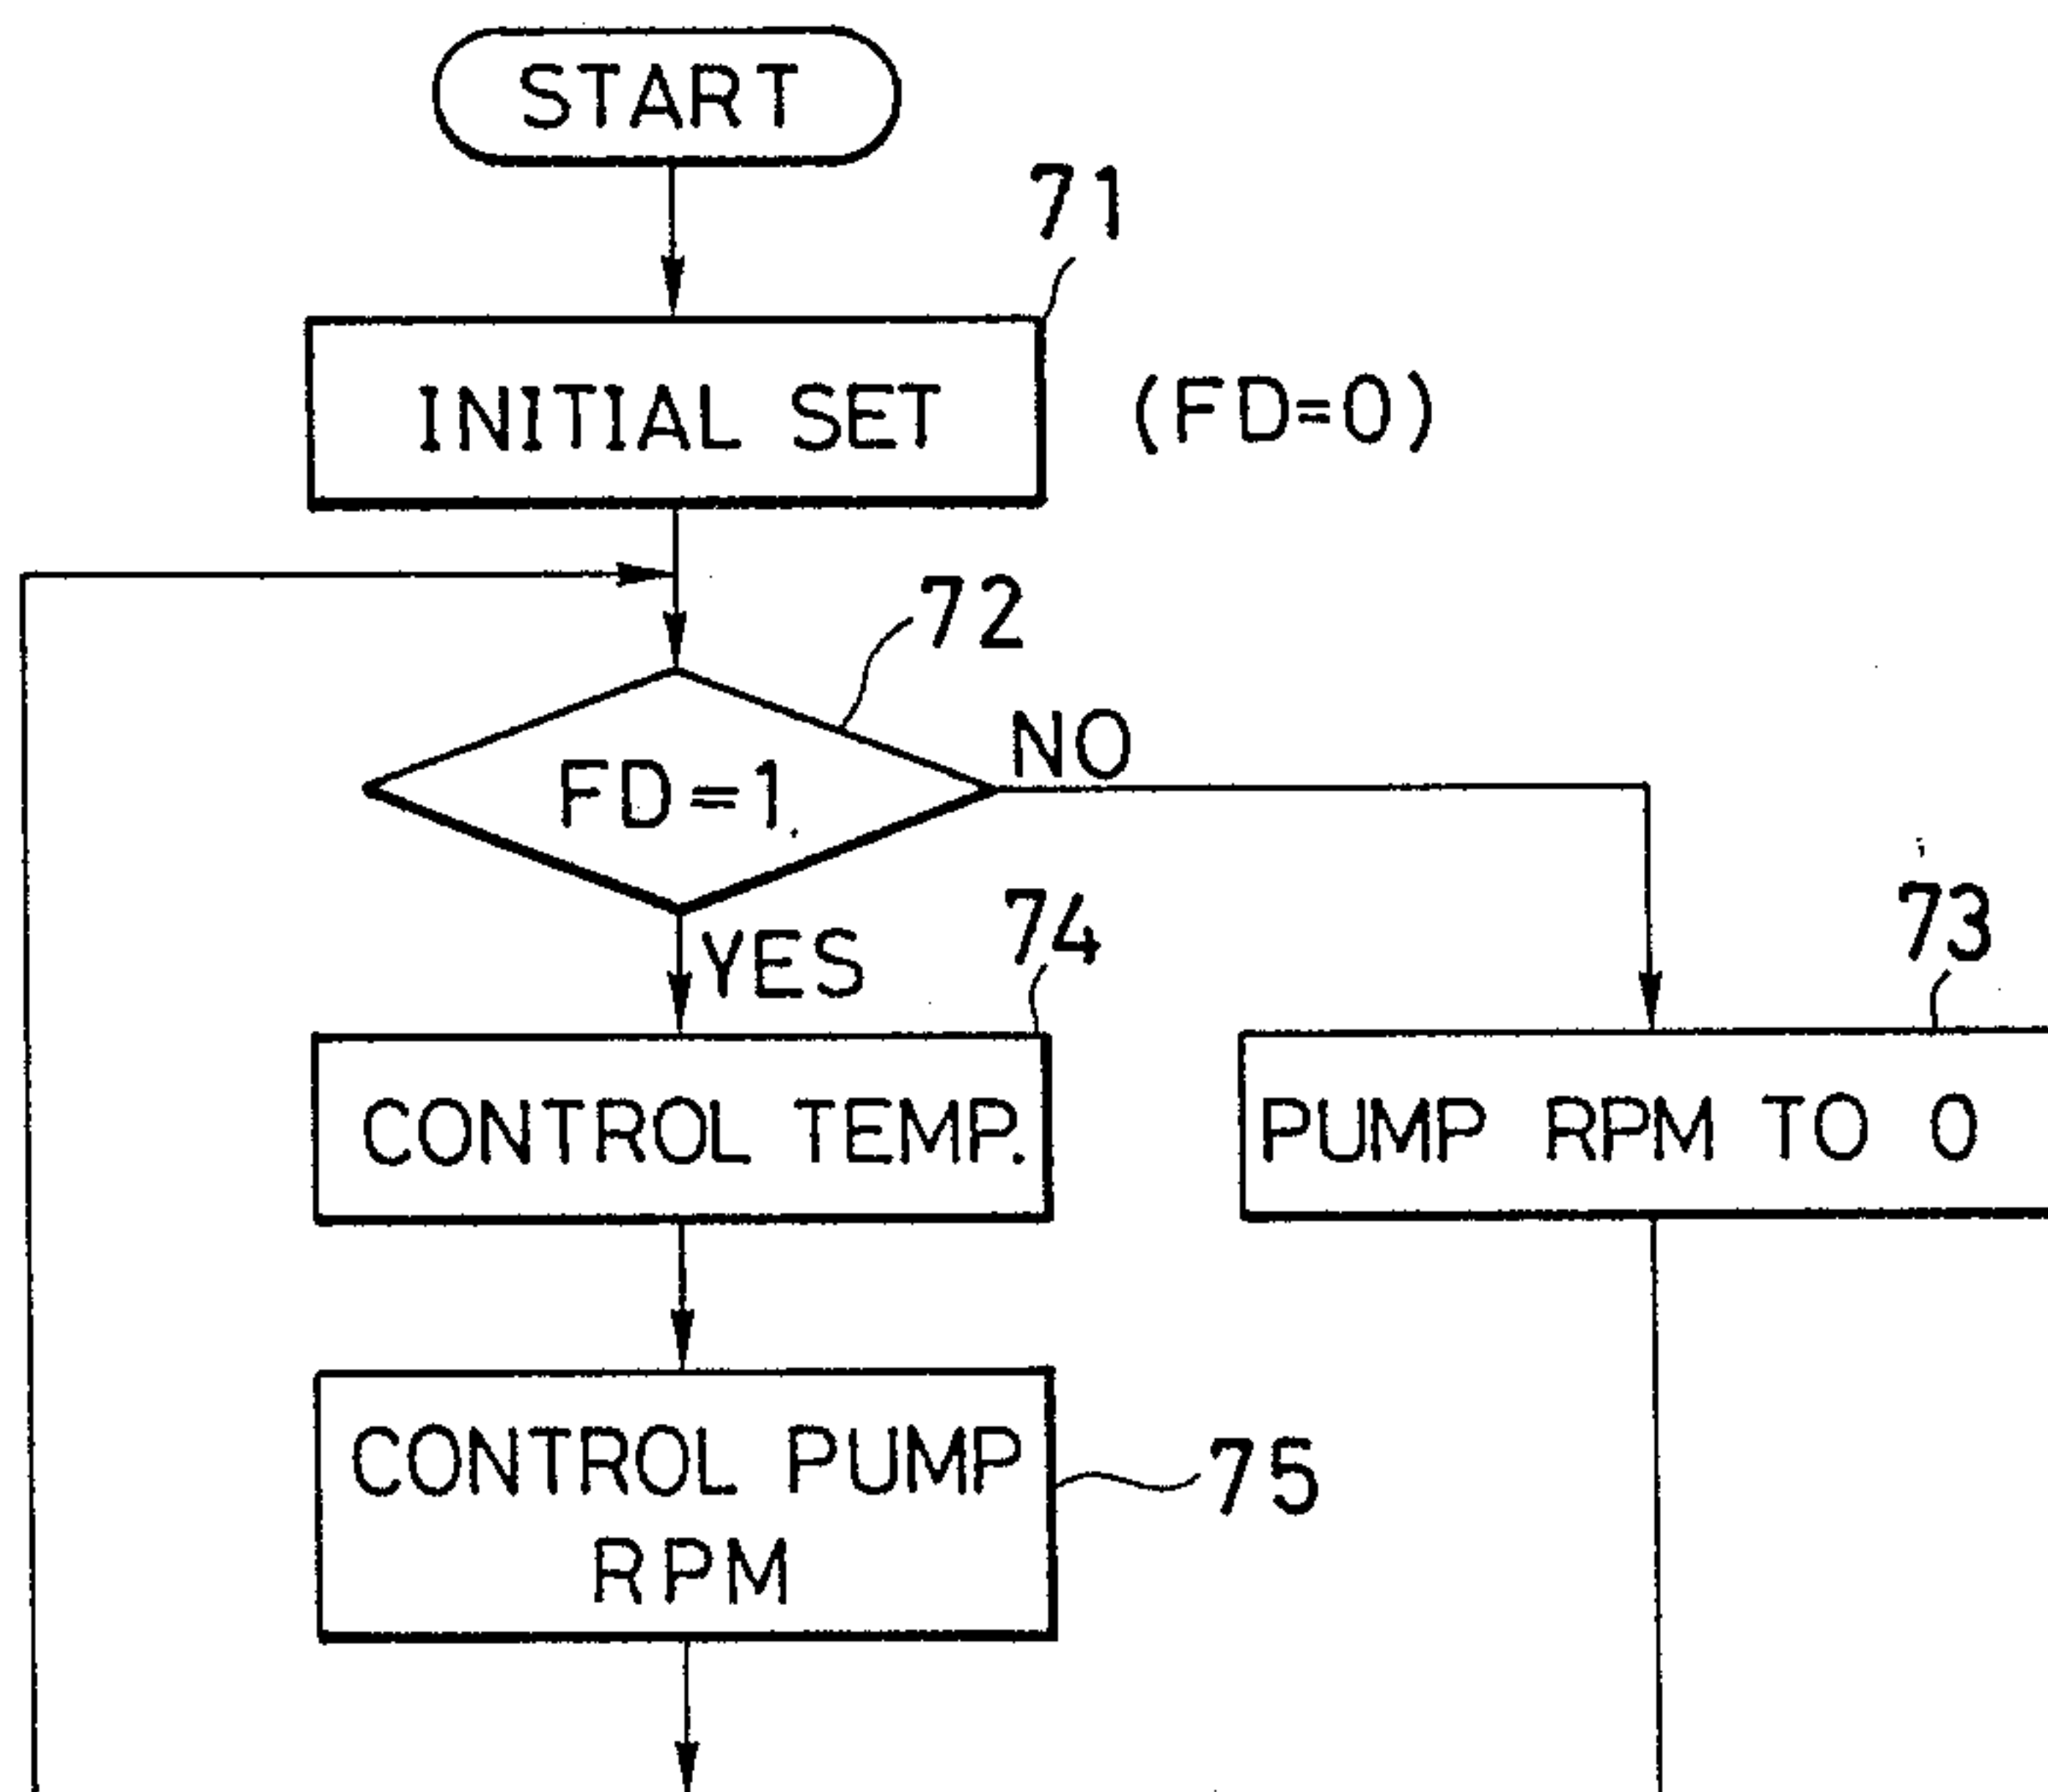 START
71
INITIAL SET
(FD=0)
72
FD=1
NO
YES
74
73
CONTROL TEMP.
PUMP RPM TO 0
CONTROL PUMP
RPM
75